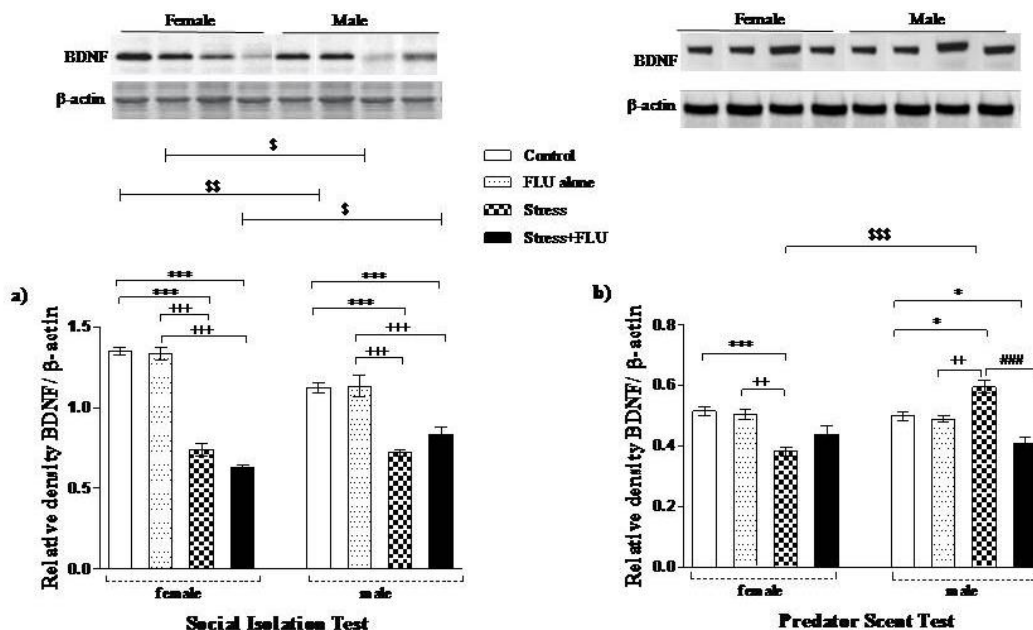 Female Male
BDNF
β-actin
Female Male
BDNF
β-actin
$
$$
$
Control
FLU alone
Stress
Stress+FLU
$$$
a)
***
***
+++
+++
***
***
+++
+++
Relative density BDNF/ β-actin
1.5
1.0
0.5
0.0
female male
Social Isolation Test
b)
***
++
*
*
++ ###
Relative density BDNF/ β-actin
0.8
0.6
0.4
0.2
0.0
female male
Predator Scent Test